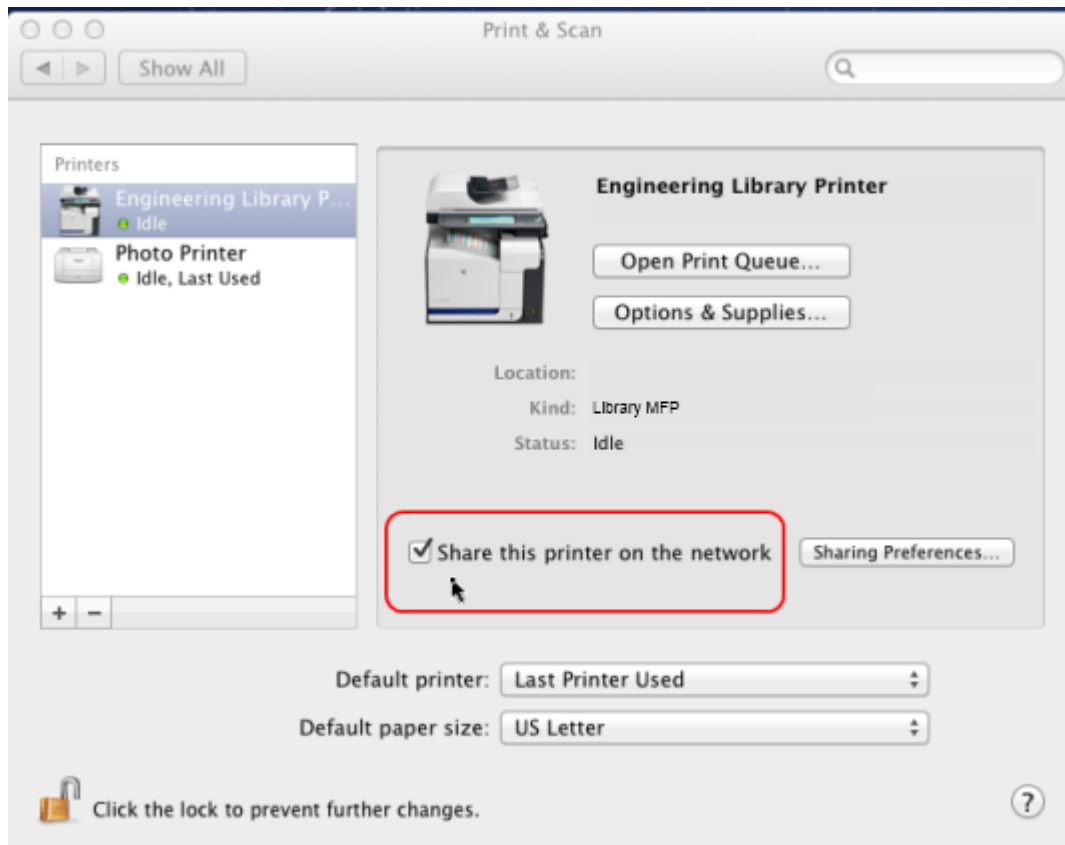 Print & Scan
Show All
Printers
Engineering Library P...
Idle
Photo Printer
Idle, Last Used
Engineering Library Printer
Open Print Queue...
Options & Supplies...
Location:
Kind: Library MFP
Status: Idle
Share this printer on the network
Sharing Preferences...
+ −
Default printer: Last Printer Used
Default paper size: US Letter
Click the lock to prevent further changes.
?